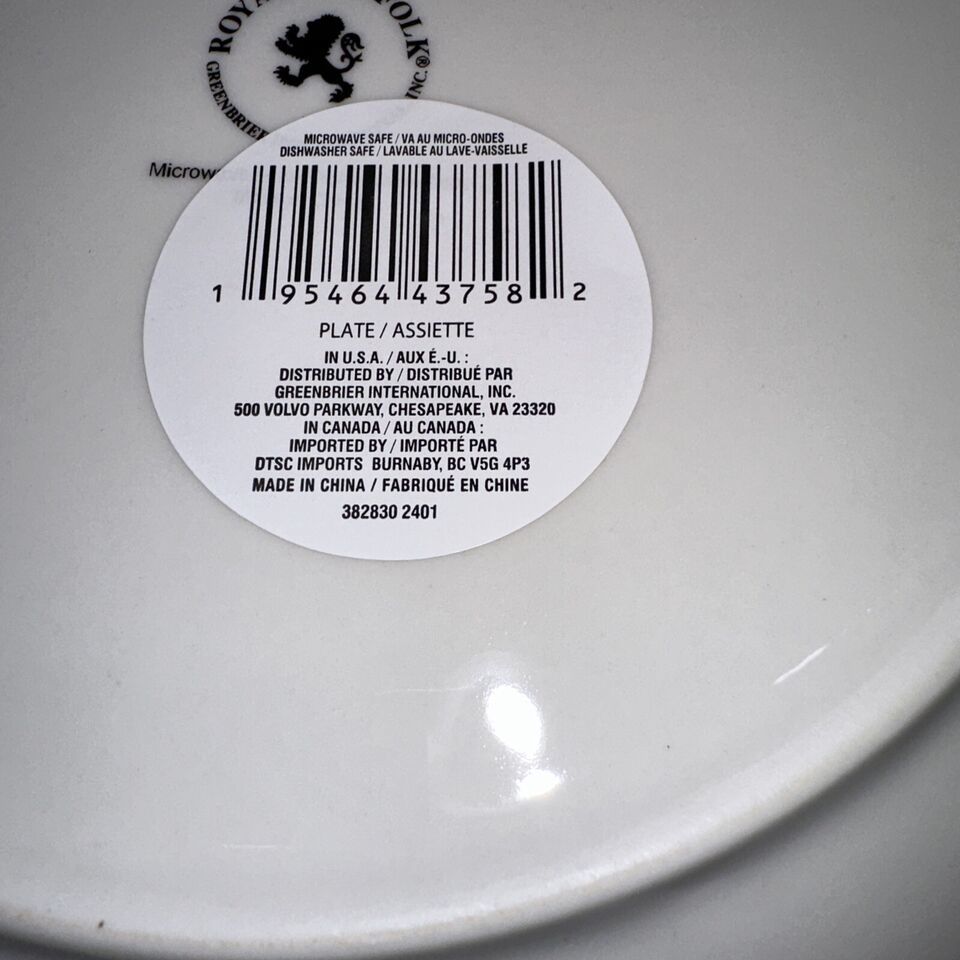 ROYA OLK®
GREENBRIER INC.
Microw
MICROWAVE SAFE / VA AU MICRO-ONDES
DISHWASHER SAFE / LAVABLE AU LAVE-VAISSELLE
1 95464 43758 2
PLATE / ASSIETTE
IN U.S.A. / AUX É.-U. :
DISTRIBUTED BY / DISTRIBUÉ PAR
GREENBRIER INTERNATIONAL, INC.
500 VOLVO PARKWAY, CHESAPEAKE, VA 23320
IN CANADA / AU CANADA :
IMPORTED BY / IMPORTÉ PAR
DTSC IMPORTS BURNABY, BC V5G 4P3
MADE IN CHINA / FABRIQUÉ EN CHINE
382830 2401